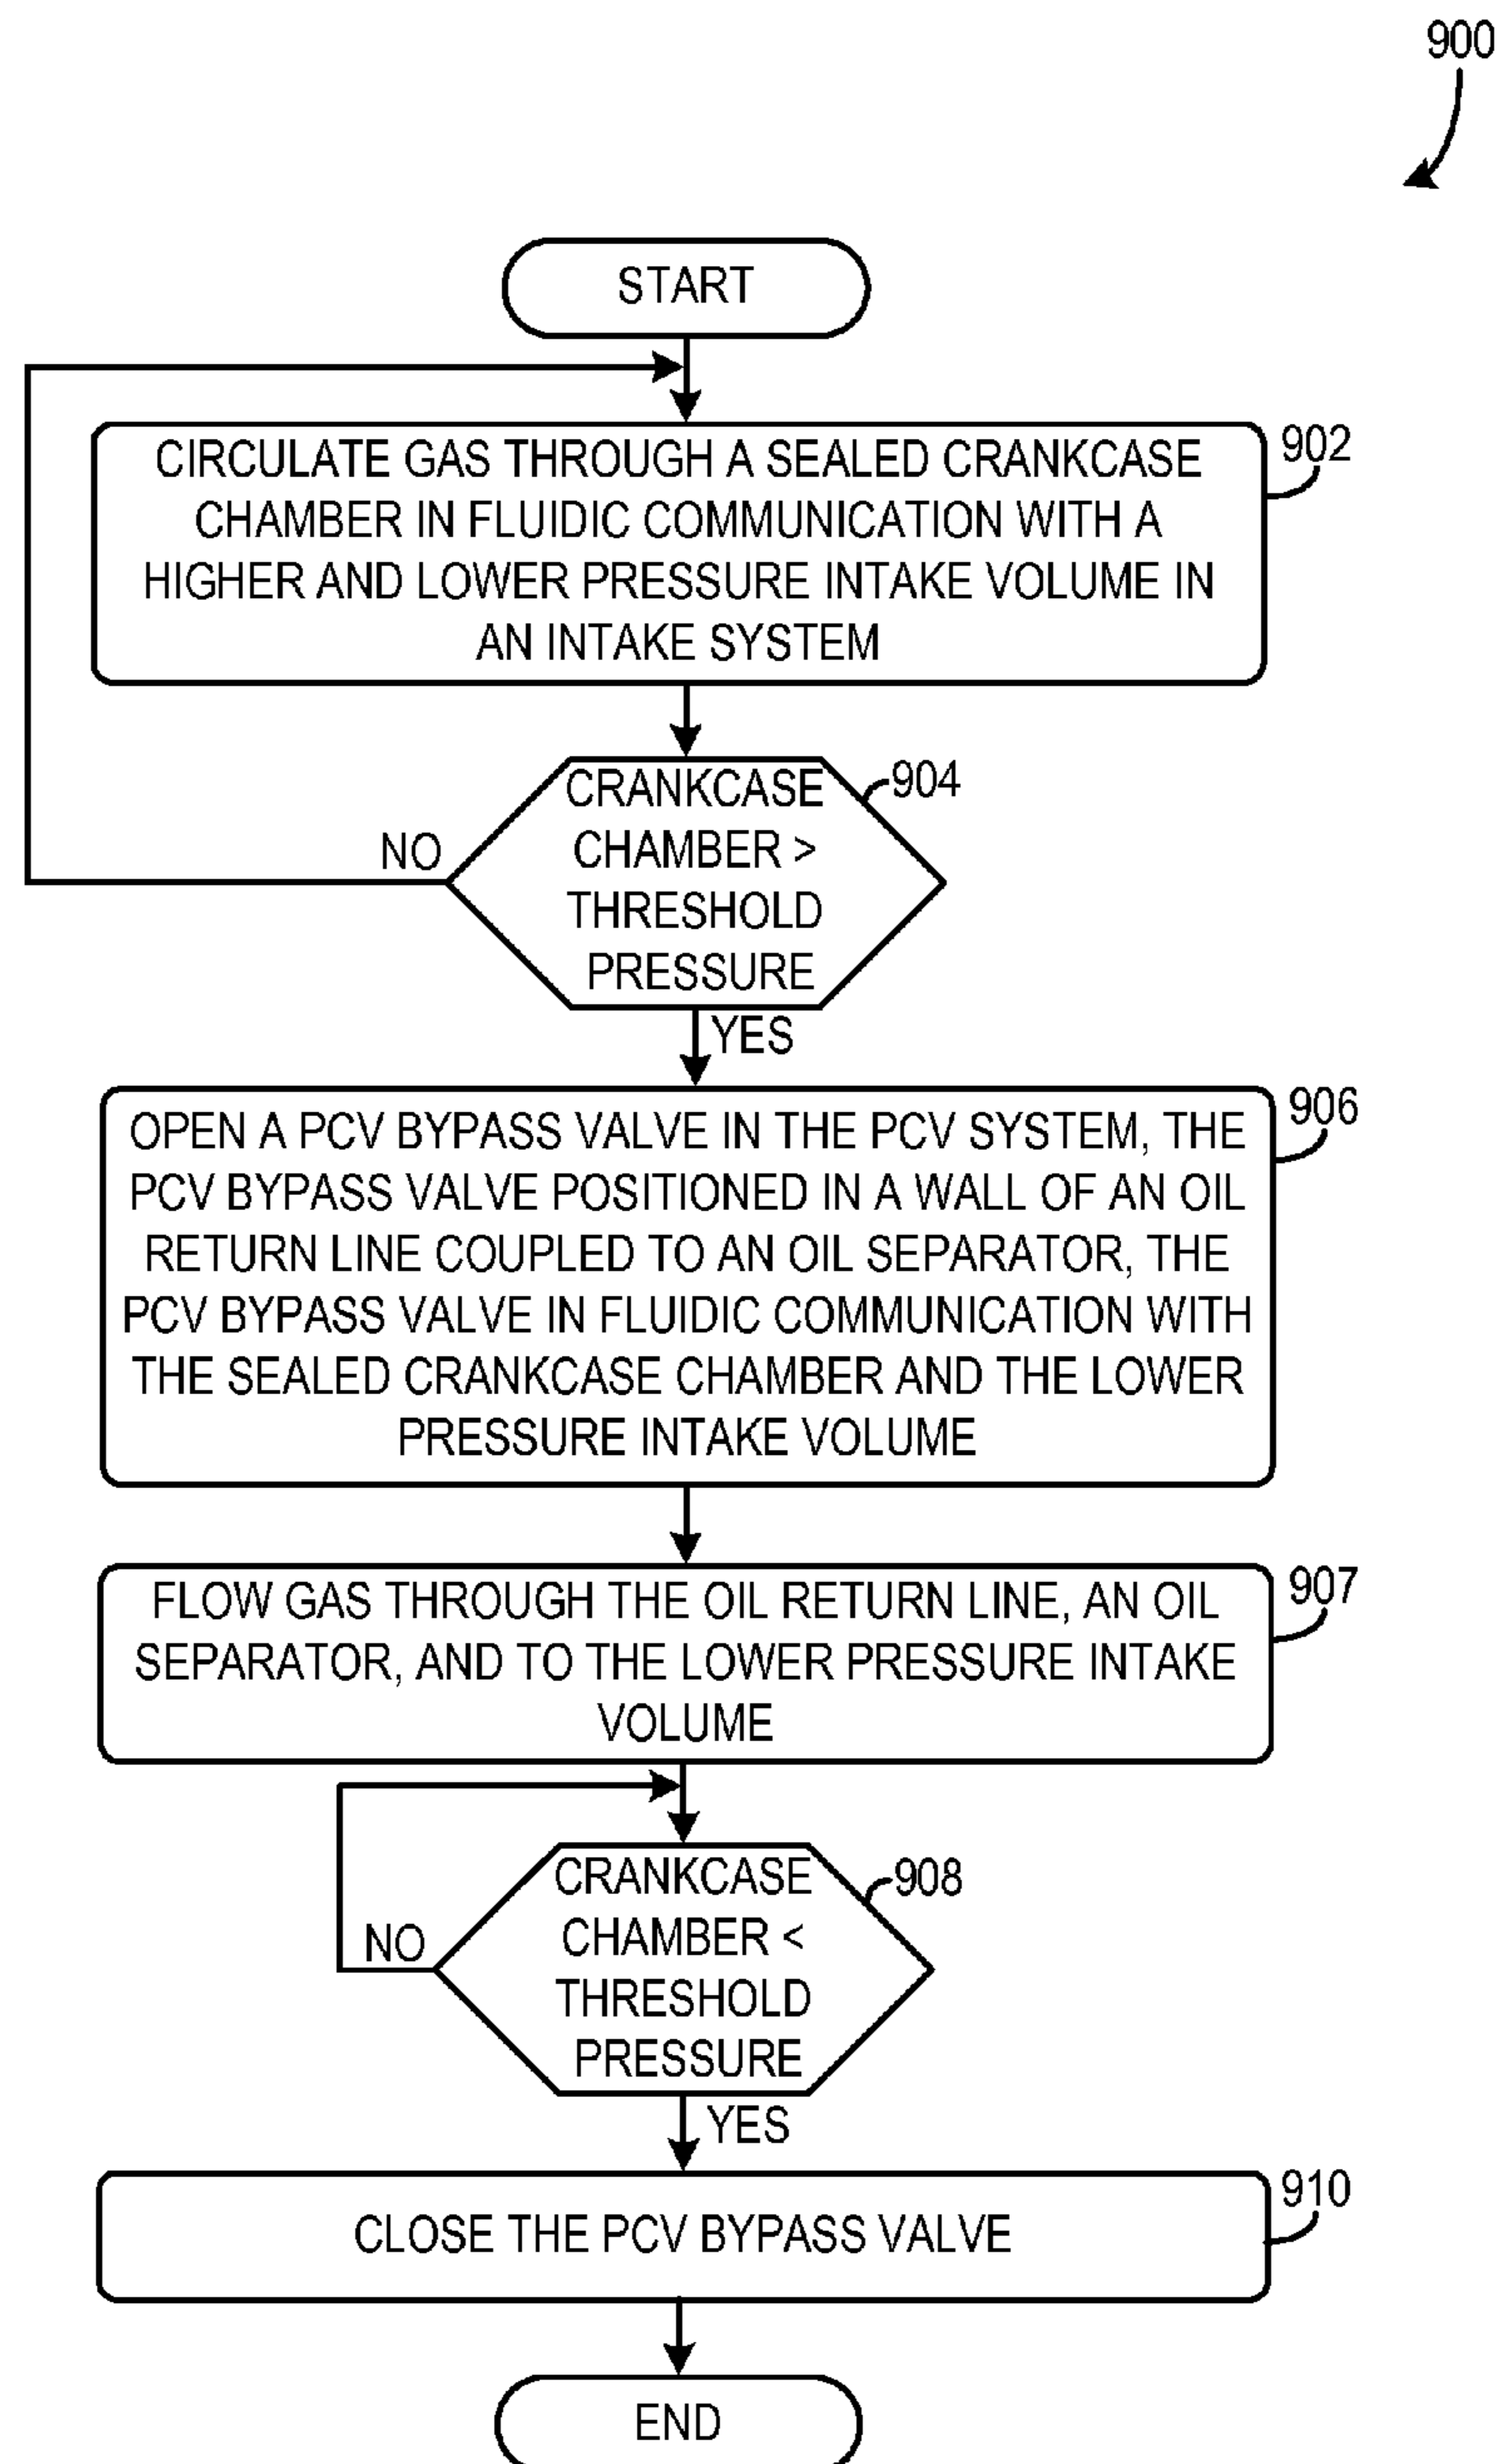 900
START
CIRCULATE GAS THROUGH A SEALED CRANKCASE
CHAMBER IN FLUIDIC COMMUNICATION WITH A
HIGHER AND LOWER PRESSURE INTAKE VOLUME IN
AN INTAKE SYSTEM
902
CRANKCASE
CHAMBER >
THRESHOLD
PRESSURE
904
NO
YES
OPEN A PCV BYPASS VALVE IN THE PCV SYSTEM, THE
PCV BYPASS VALVE POSITIONED IN A WALL OF AN OIL
RETURN LINE COUPLED TO AN OIL SEPARATOR, THE
PCV BYPASS VALVE IN FLUIDIC COMMUNICATION WITH
THE SEALED CRANKCASE CHAMBER AND THE LOWER
PRESSURE INTAKE VOLUME
906
FLOW GAS THROUGH THE OIL RETURN LINE, AN OIL
SEPARATOR, AND TO THE LOWER PRESSURE INTAKE
VOLUME
907
CRANKCASE
CHAMBER <
THRESHOLD
PRESSURE
908
NO
YES
CLOSE THE PCV BYPASS VALVE
910
END